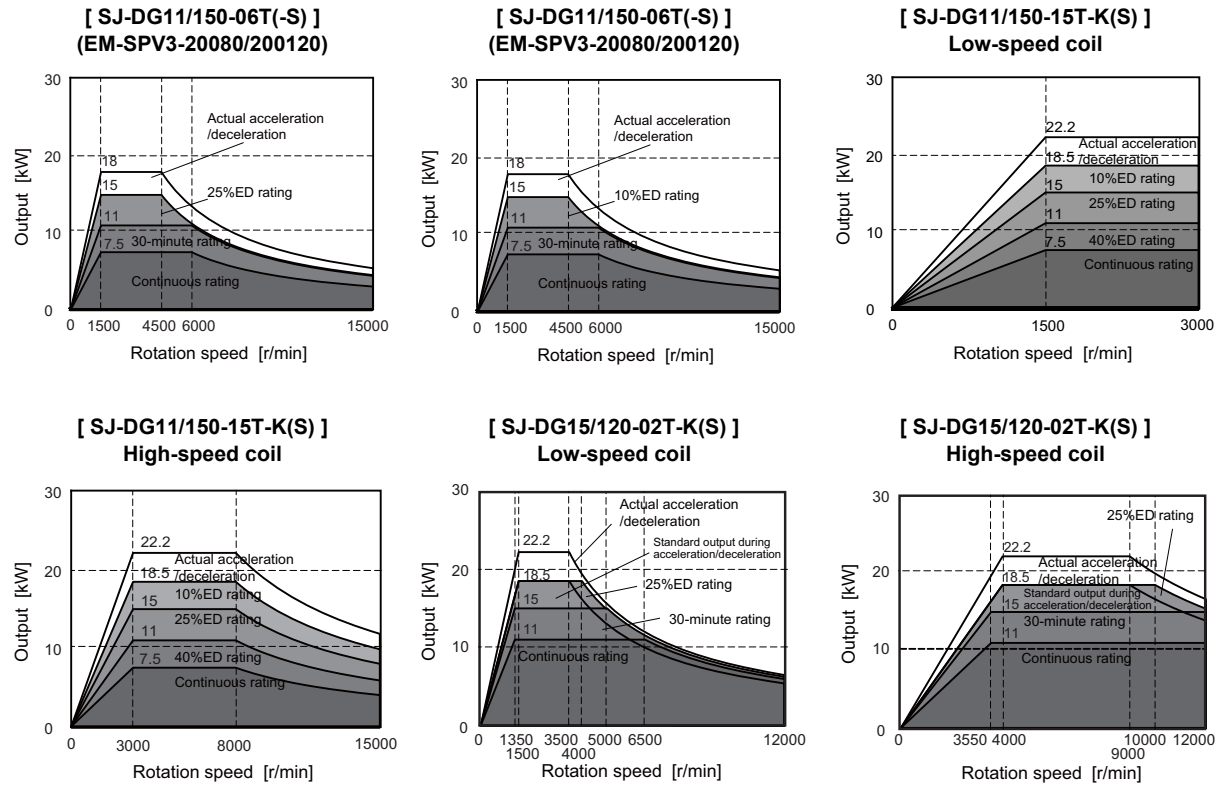 [ SJ-DG11/150-06T(-S) ]
(EM-SPV3-20080/200120)
30
20
10
0
Output [kW]
18
15
11
7.5
Actual acceleration
/deceleration
25%ED rating
30-minute rating
Continuous rating
0 1500 4500 6000 15000
Rotation speed [r/min]
[ SJ-DG11/150-06T(-S) ]
(EM-SPV3-20080/200120)
30
20
10
0
Output [kW]
18
15
11
7.5
Actual acceleration
/deceleration
10%ED rating
30-minute rating
Continuous rating
0 1500 4500 6000 15000
Rotation speed [r/min]
[ SJ-DG11/150-15T-K(S) ]
Low-speed coil
30
20
10
0
Output [kW]
22.2
Actual acceleration
18.5 /deceleration
10%ED rating
15
25%ED rating
11
7.5 40%ED rating
Continuous rating
0 1500 3000
Rotation speed [r/min]
[ SJ-DG11/150-15T-K(S) ]
High-speed coil
30
20
10
0
Output [kW]
22.2
Actual acceleration
18.5 /deceleration
10%ED rating
15
25%ED rating
11
40%ED rating
7.5
Continuous rating
0 3000 8000 15000
Rotation speed [r/min]
[ SJ-DG15/120-02T-K(S) ]
Low-speed coil
30
20
10
0
Output [kW]
Actual acceleration
/deceleration
22.2
Standard output during
acceleration/deceleration
18.5
25%ED rating
15
30-minute rating
11
Continuous rating
0 1350 5000 6500 12000
1500 4000
Rotation speed [r/min]
[ SJ-DG15/120-02T-K(S) ]
High-speed coil
30
20
10
0
Output [kW]
25%ED rating
22.2
Actual acceleration
18.5 /deceleration
Standard output during
15 acceleration/deceleration
30-minute rating
11
Continuous rating
0 3550 4000 10000 12000
9000
Rotation speed [r/min]